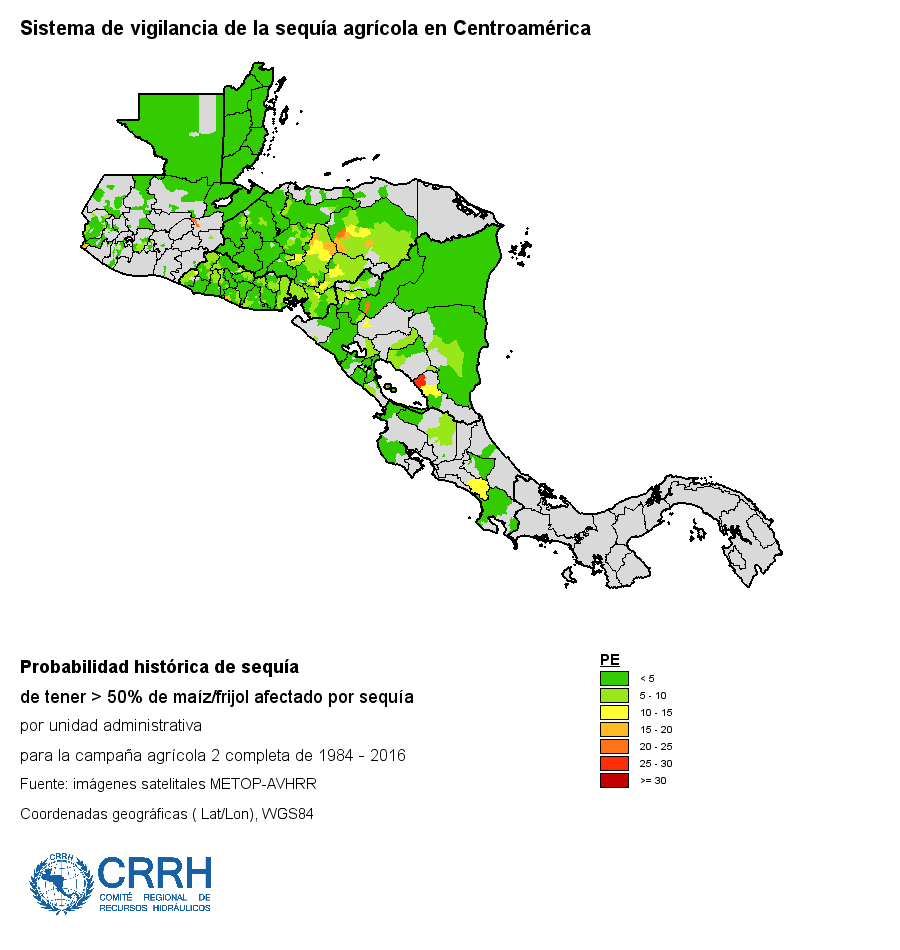 Sistema de vigilancia de la sequía agrícola en Centroamérica
Probabilidad histórica de sequía
de tener > 50% de maíz/frijol afectado por sequía
por unidad administrativa
para la campaña agrícola 2 completa de 1984 - 2016
Fuente: imágenes satelitales METOP-AVHRR
Coordenadas geográficas ( Lat/Lon), WGS84
PE
< 5
5 - 10
10 - 15
15 - 20
20 - 25
25 - 30
>= 30
CRRH
CRRH
COMITÉ REGIONAL DE
RECURSOS HIDRÁULICOS